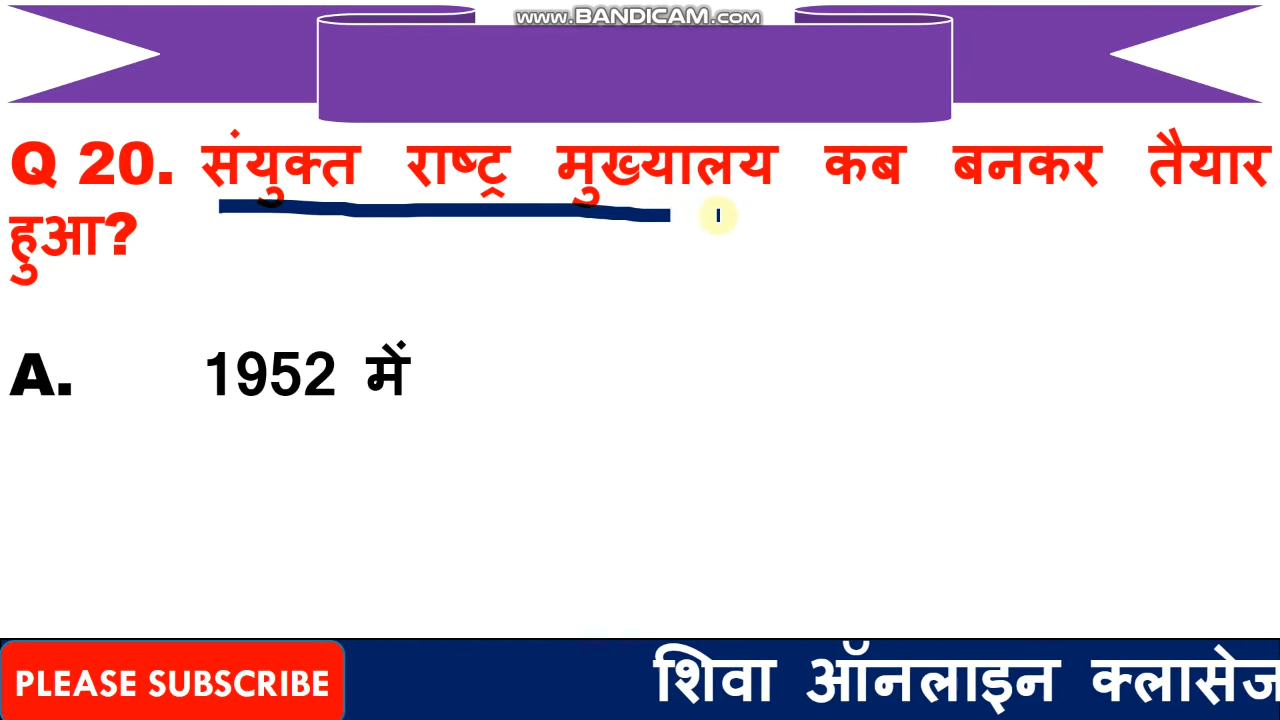 www.BANDICAM.com
Q 20. संयुक्त राष्ट्र मुख्यालय कब बनकर तैयार
हुआ?
A. 1952 में
PLEASE SUBSCRIBE
शिवा ऑनलाइन क्लासेज